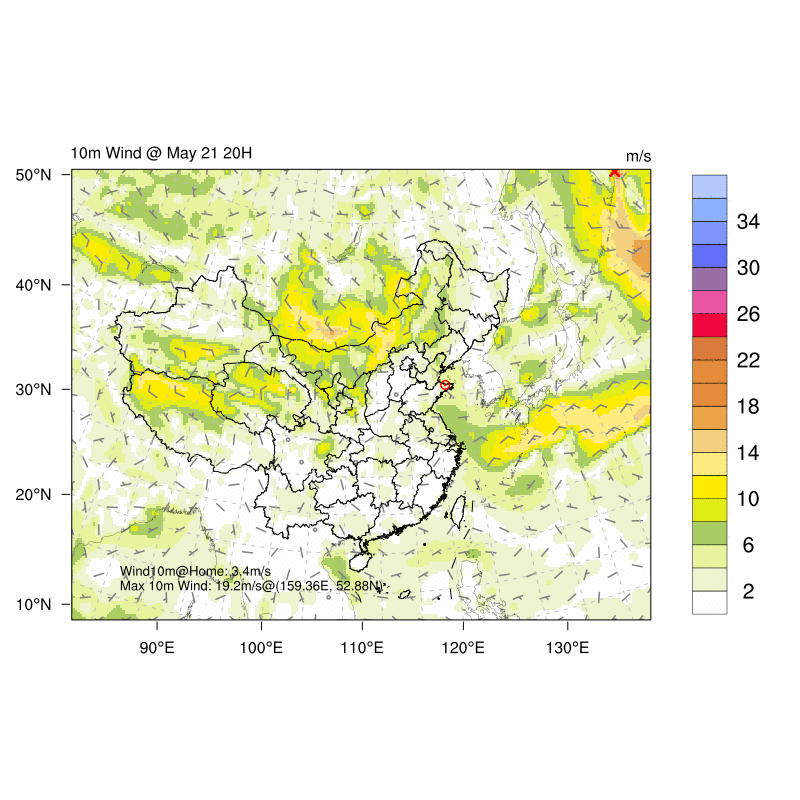 10m Wind @ May 21 20H
m/s
50°N
40°N
30°N
20°N
10°N
90°E
100°E
110°E
120°E
130°E
34
30
26
22
18
14
10
6
2
Wind10m@Home: 3.4m/s
Max 10m Wind: 19.2m/s@(159.36E, 52.88N)